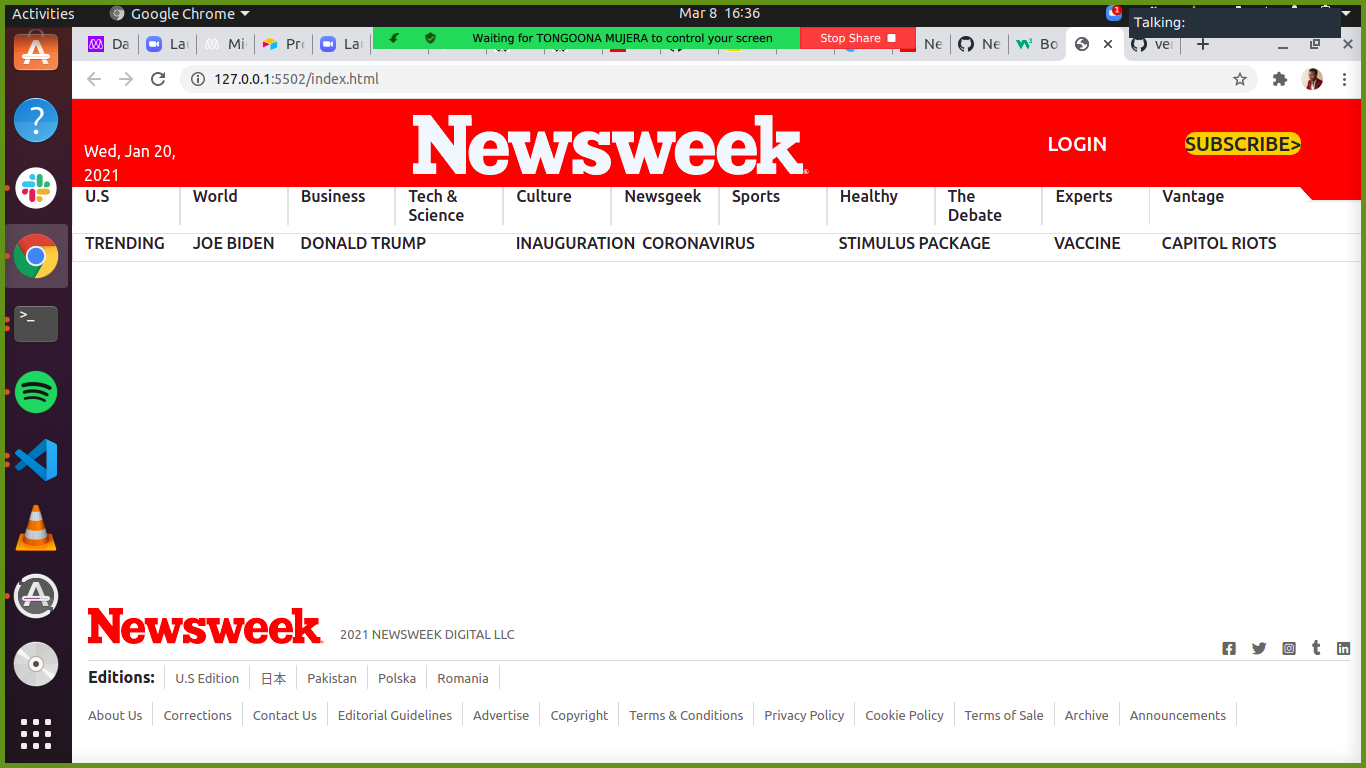 Activities Google Chrome Mar 8 16:36 1
Talking:
Da La Mi Pro La Waiting for TONGOONA MUJERA to control your screen Stop Share Ne Ne Bo ver
127.0.0.1:5502/index.html
Wed, Jan 20,
2021
Newsweek
LOGIN SUBSCRIBE>
U.S World Business Tech &
Science Culture Newsgeek Sports Healthy The
Debate Experts Vantage
TRENDING JOE BIDEN DONALD TRUMP INAUGURATION CORONAVIRUS STIMULUS PACKAGE VACCINE CAPITOL RIOTS
Newsweek 2021 NEWSWEEK DIGITAL LLC
Editions: U.S Edition 日本 Pakistan Polska Romania
About Us Corrections Contact Us Editorial Guidelines Advertise Copyright Terms & Conditions Privacy Policy Cookie Policy Terms of Sale Archive Announcements